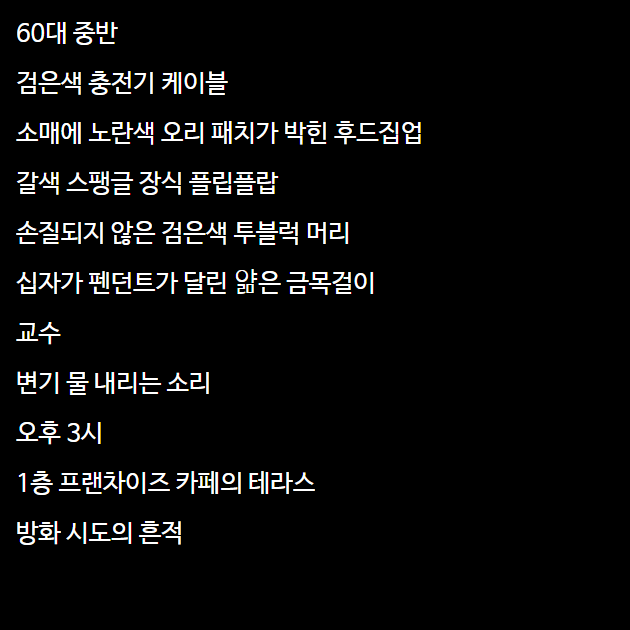 60대 중반
검은색 충전기 케이블
소매에 노란색 오리 패치가 박힌 후드집업
갈색 스팽글 장식 플립플랍
손질되지 않은 검은색 투블럭 머리
십자가 펜던트가 달린 얇은 금목걸이
교수
변기 물 내리는 소리
오후 3시
1층 프랜차이즈 카페의 테라스
방화 시도의 흔적